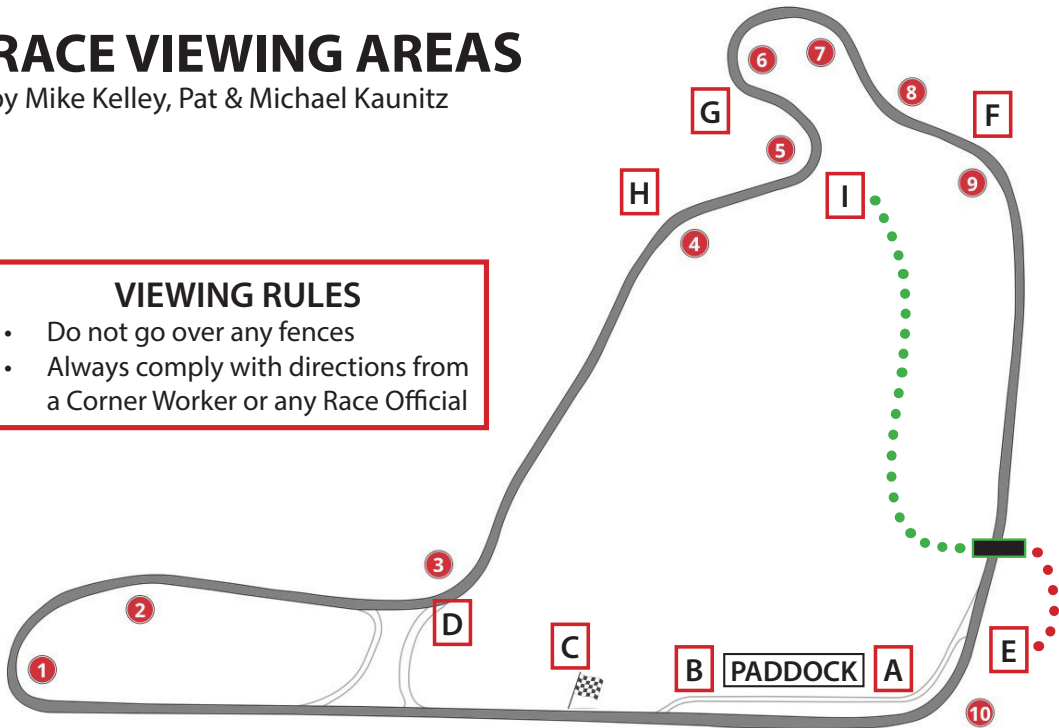 RACE VIEWING AREAS
by Mike Kelley, Pat & Michael Kaunitz
VIEWING RULES
• Do not go over any fences
• Always comply with directions from
a Corner Worker or any Race Official
6
7
8
G
F
5
9
H
I
4
3
2
D
1
C
B
PADDOCK
A
E
10